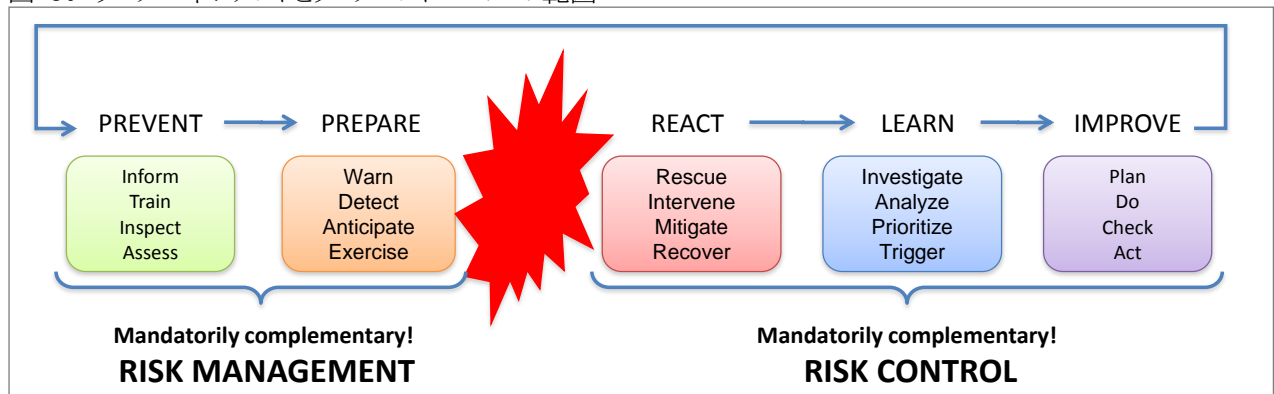 PREVENT PREPARE REACT LEARN IMPROVE
Inform
Train
Inspect
Assess
Warn
Detect
Anticipate
Exercise
Rescue
Intervene
Mitigate
Recover
Investigate
Analyze
Prioritize
Trigger
Plan
Do
Check
Act
Mandatorily complementary!
RISK MANAGEMENT
Mandatorily complementary!
RISK CONTROL